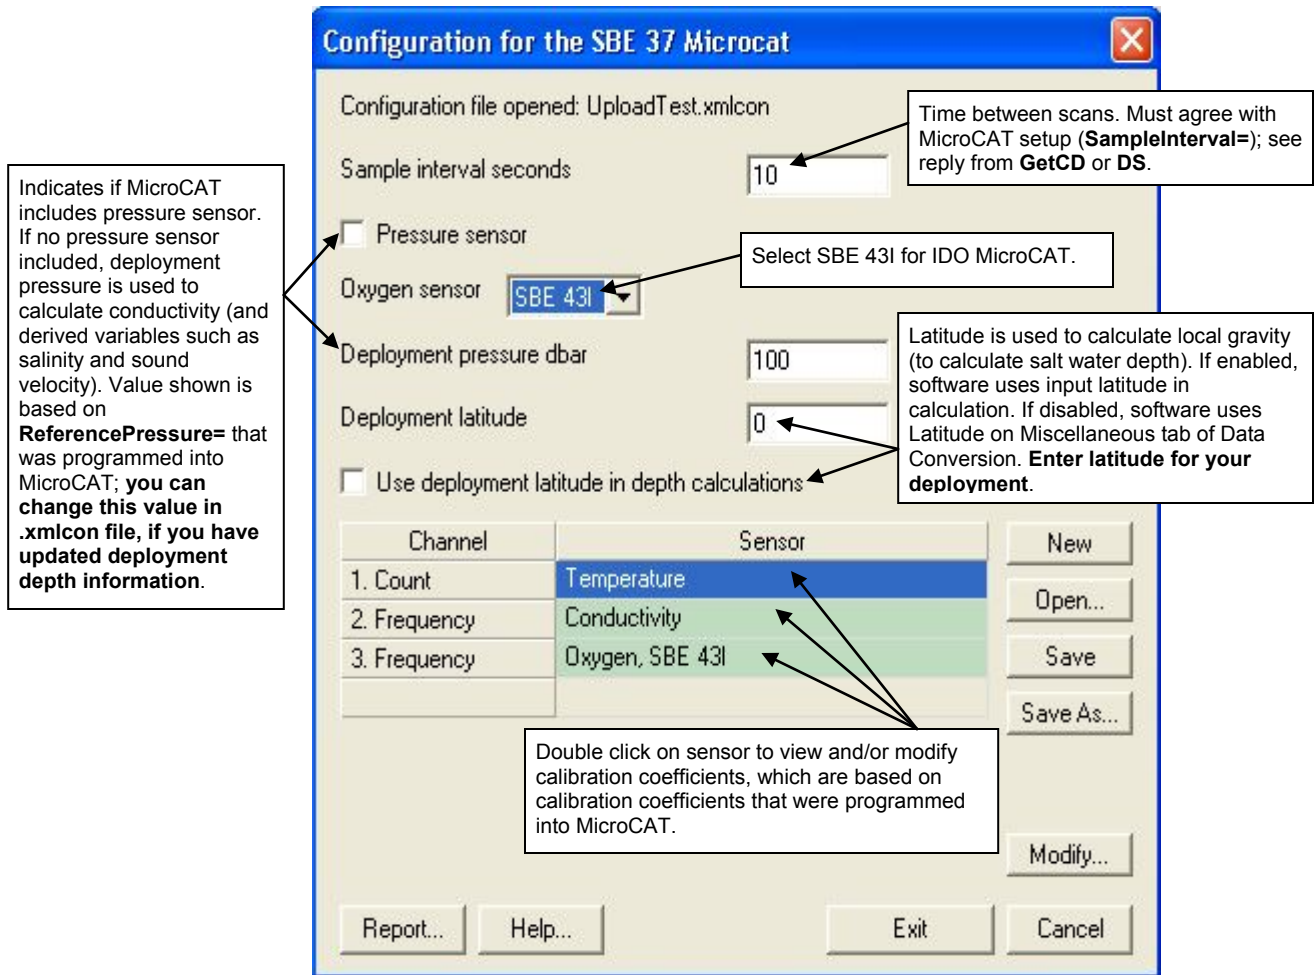 Configuration for the SBE 37 Microcat
Configuration file opened: UploadTest.xmlcon
Time between scans. Must agree with
MicroCAT setup (SampleInterval=); see
reply from GetCD or DS.
Sample interval seconds
10
Indicates if MicroCAT
includes pressure sensor.
If no pressure sensor
included, deployment
pressure is used to
calculate conductivity (and
derived variables such as
salinity and sound
velocity). Value shown is
based on
ReferencePressure= that
was programmed into
MicroCAT; you can
change this value in
.xmlcon file, if you have
updated deployment
depth information.
Pressure sensor
Select SBE 43I for IDO MicroCAT.
Oxygen sensor
SBE 43I
Deployment pressure dbar
100
Latitude is used to calculate local gravity
(to calculate salt water depth). If enabled,
software uses input latitude in
calculation. If disabled, software uses
Latitude on Miscellaneous tab of Data
Conversion. Enter latitude for your
deployment.
Deployment latitude
0
Use deployment latitude in depth calculations
Channel
Sensor
1. Count
Temperature
2. Frequency
Conductivity
3. Frequency
Oxygen, SBE 43I
New
Open...
Save
Save As...
Double click on sensor to view and/or modify
calibration coefficients, which are based on
calibration coefficients that were programmed
into MicroCAT.
Modify...
Report...
Help...
Exit
Cancel